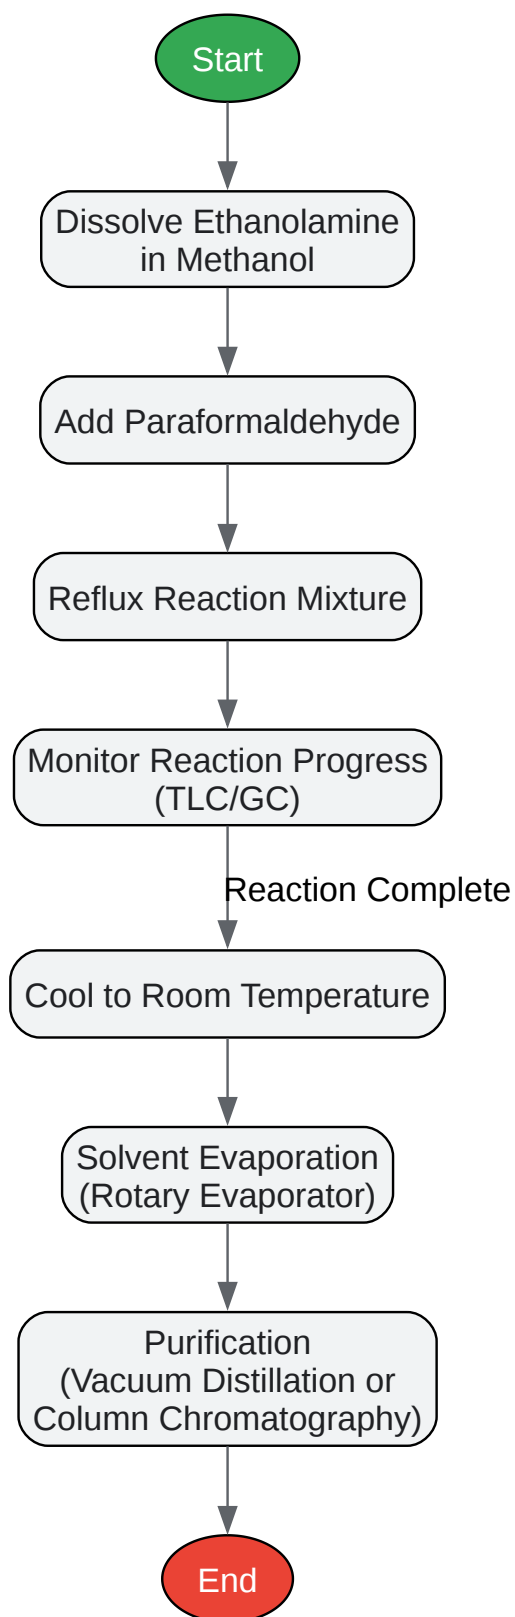 Start
Dissolve Ethanolamine
in Methanol
Add Paraformaldehyde
Reflux Reaction Mixture
Monitor Reaction Progress
(TLC/GC)
Reaction Complete
Cool to Room Temperature
Solvent Evaporation
(Rotary Evaporator)
Purification
(Vacuum Distillation or
Column Chromatography)
End